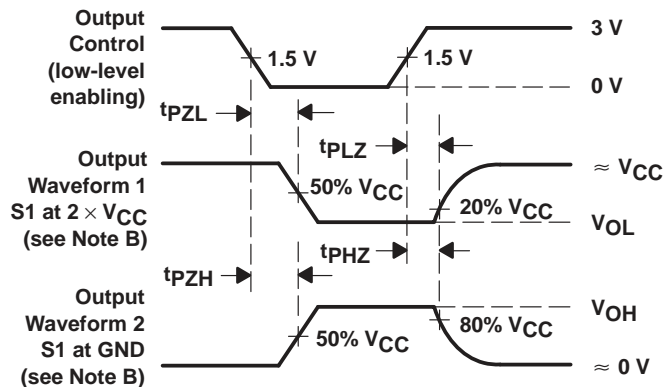 Output
Control
(low-level
enabling)
1.5 V
1.5 V
3 V
0 V
tPZL
tPLZ
Output
Waveform 1
S1 at 2 × VCC
(see Note B)
50% VCC
20% VCC
≈ VCC
VOL
tPZH
tPHZ
Output
Waveform 2
S1 at GND
(see Note B)
50% VCC
80% VCC
VOH
≈ 0 V